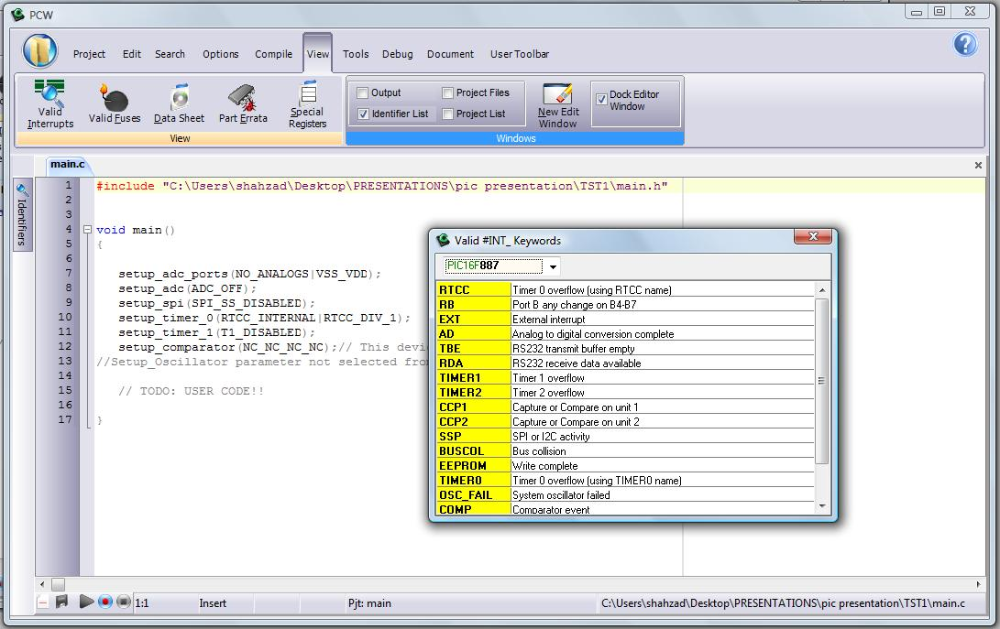 PCW
Project Edit Search Options Compile View Tools Debug Document User Toolbar
Valid Interrupts
Valid Fuses
Data Sheet
Part Errata
Special Registers
View
Output
Project Files
Identifier List
Project List
New Edit Window
Dock Editor Window
Windows
main.c
Identifiers
1 #include "C:\Users\shahzad\Desktop\PRESENTATIONS\pic presentation\TST1\main.h"
2
3
4 void main()
5 {
6
7 setup_adc_ports(NO_ANALOGS|VSS_VDD);
8 setup_adc(ADC_OFF);
9 setup_spi(SPI_SS_DISABLED);
10 setup_timer_0(RTCC_INTERNAL|RTCC_DIV_1);
11 setup_timer_1(T1_DISABLED);
12 setup_comparator(NC_NC_NC_NC);// This devi
13 //Setup_Oscillator parameter not selected fro
14
15 // TODO: USER CODE!!
16
17 }
Valid #INT_ Keywords
PIC16F887
RTCC Timer 0 overflow (using RTCC name)
RB Port B any change on B4-B7
EXT External interrupt
AD Analog to digital conversion complete
TBE RS232 transmit buffer empty
RDA RS232 receive data available
TIMER1 Timer 1 overflow
TIMER2 Timer 2 overflow
CCP1 Capture or Compare on unit 1
CCP2 Capture or Compare on unit 2
SSP SPI or I2C activity
BUSCOL Bus collision
EEPROM Write complete
TIMER0 Timer 0 overflow (using TIMER0 name)
OSC_FAIL System oscillator failed
COMP Comparator event
1:1 Insert Pjt: main C:\Users\shahzad\Desktop\PRESENTATIONS\pic presentation\TST1\main.c